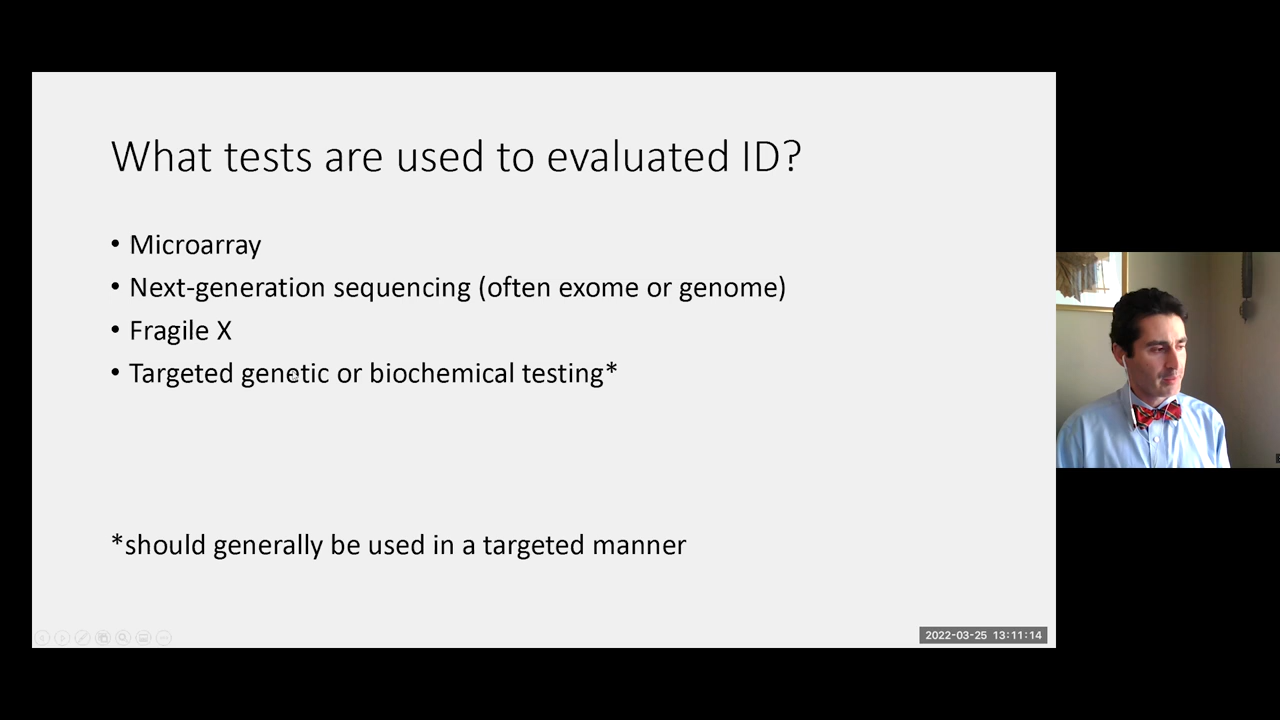 What tests are used to evaluated ID?
• Microarray
• Next-generation sequencing (often exome or genome)
• Fragile X
• Targeted genetic or biochemical testing*
*should generally be used in a targeted manner
2022-03-25 13:11:14